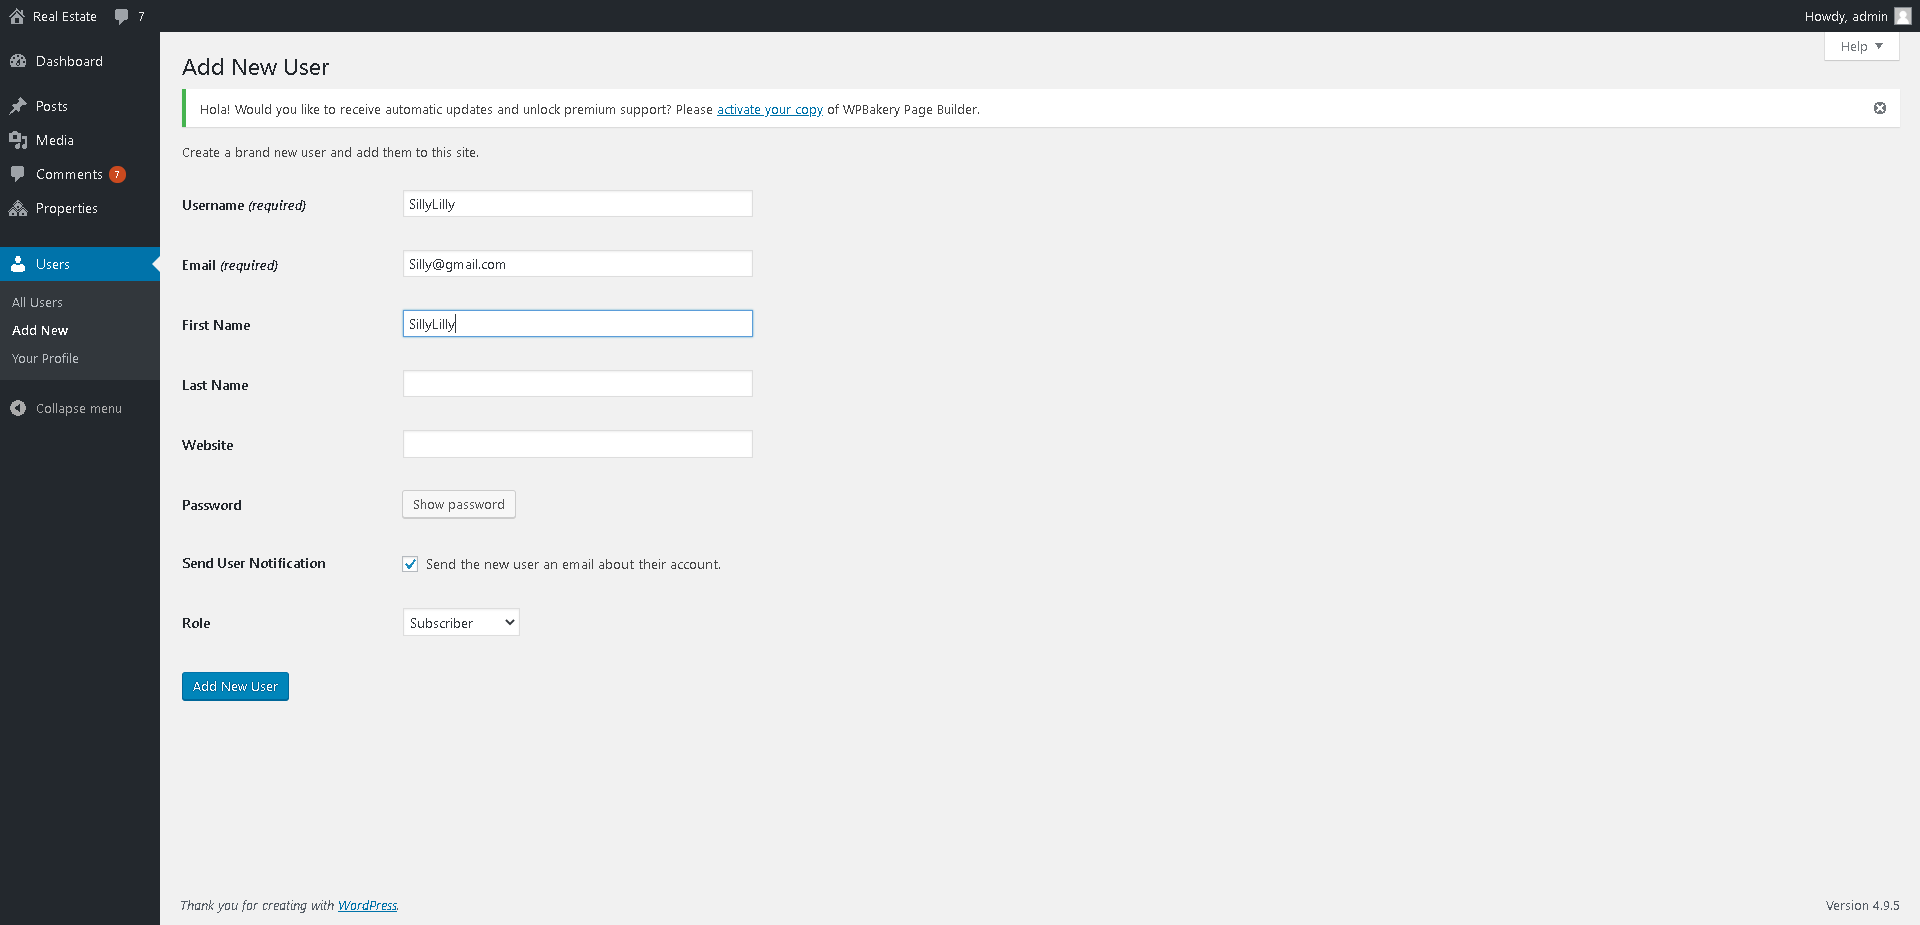 Real Estate 7 Howdy, admin
Help
Dashboard
Posts
Media
Comments 7
Properties
Users
All Users
Add New
Your Profile
Collapse menu
Add New User
Hola! Would you like to receive automatic updates and unlock premium support? Please activate your copy of WPBakery Page Builder.
Create a brand new user and add them to this site.
Username (required) SillyLilly
Email (required) Silly@gmail.com
First Name SillyLilly
Last Name
Website
Password Show password
Send User Notification Send the new user an email about their account.
Role Subscriber
Add New User
Thank you for creating with WordPress. Version 4.9.5